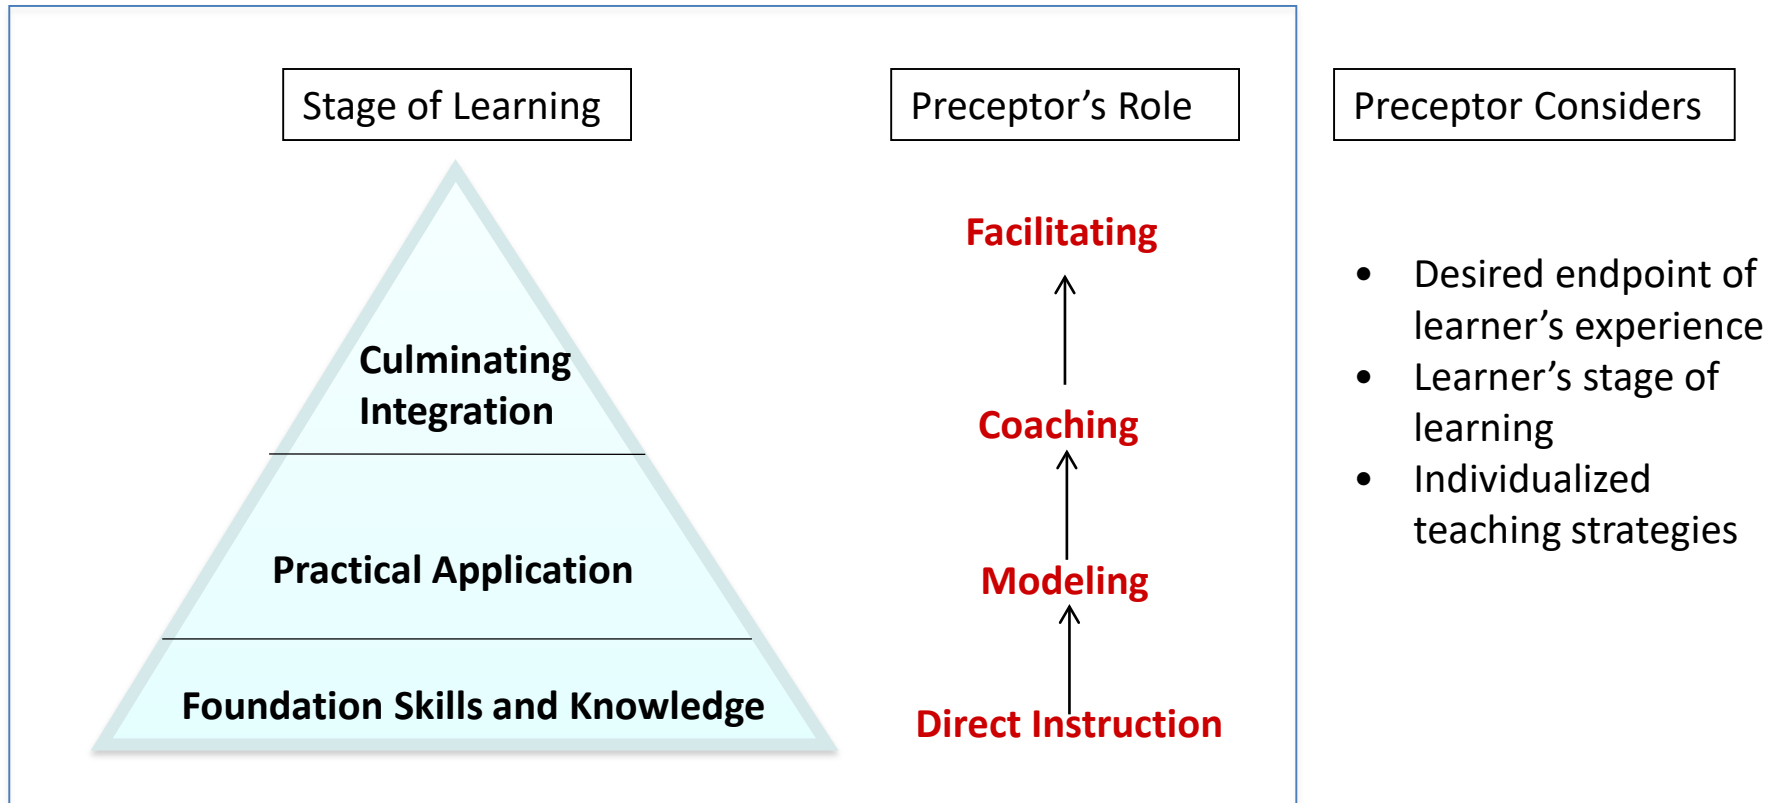 Stage of Learning
Preceptor’s Role
Preceptor Considers
Culminating
Integration
Practical Application
Foundation Skills and Knowledge
Facilitating
Coaching
Modeling
Direct Instruction
• Desired endpoint of
learner’s experience
• Learner’s stage of
learning
• Individualized
teaching strategies